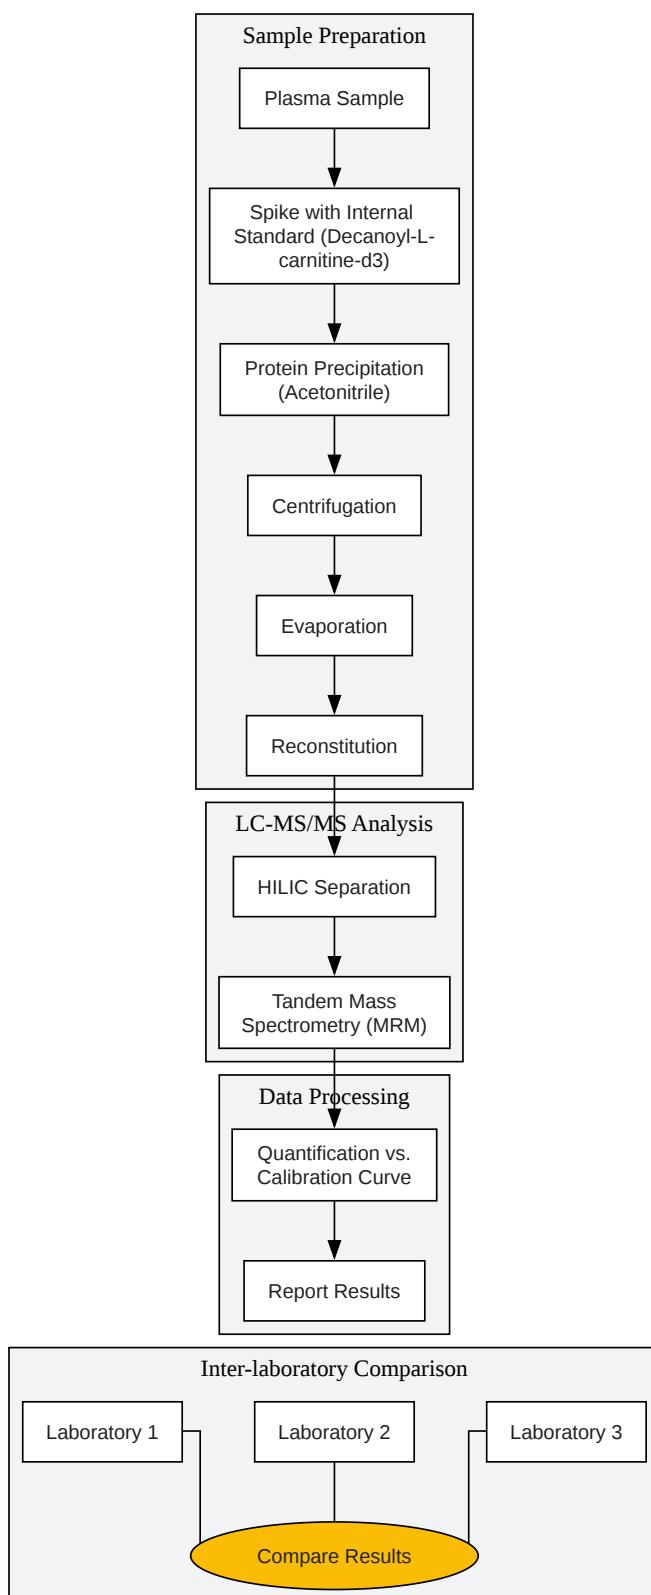 Sample Preparation
Plasma Sample
Spike with Internal
Standard (Decanoyl-L-
carnitine-d3)
Protein Precipitation
(Acetonitrile)
Centrifugation
Evaporation
Reconstitution
LC-MS/MS Analysis
HILIC Separation
Tandem Mass
Spectrometry (MRM)
Data Processing
Quantification vs.
Calibration Curve
Report Results
Inter-laboratory Comparison
Laboratory 1
Laboratory 2
Laboratory 3
Compare Results